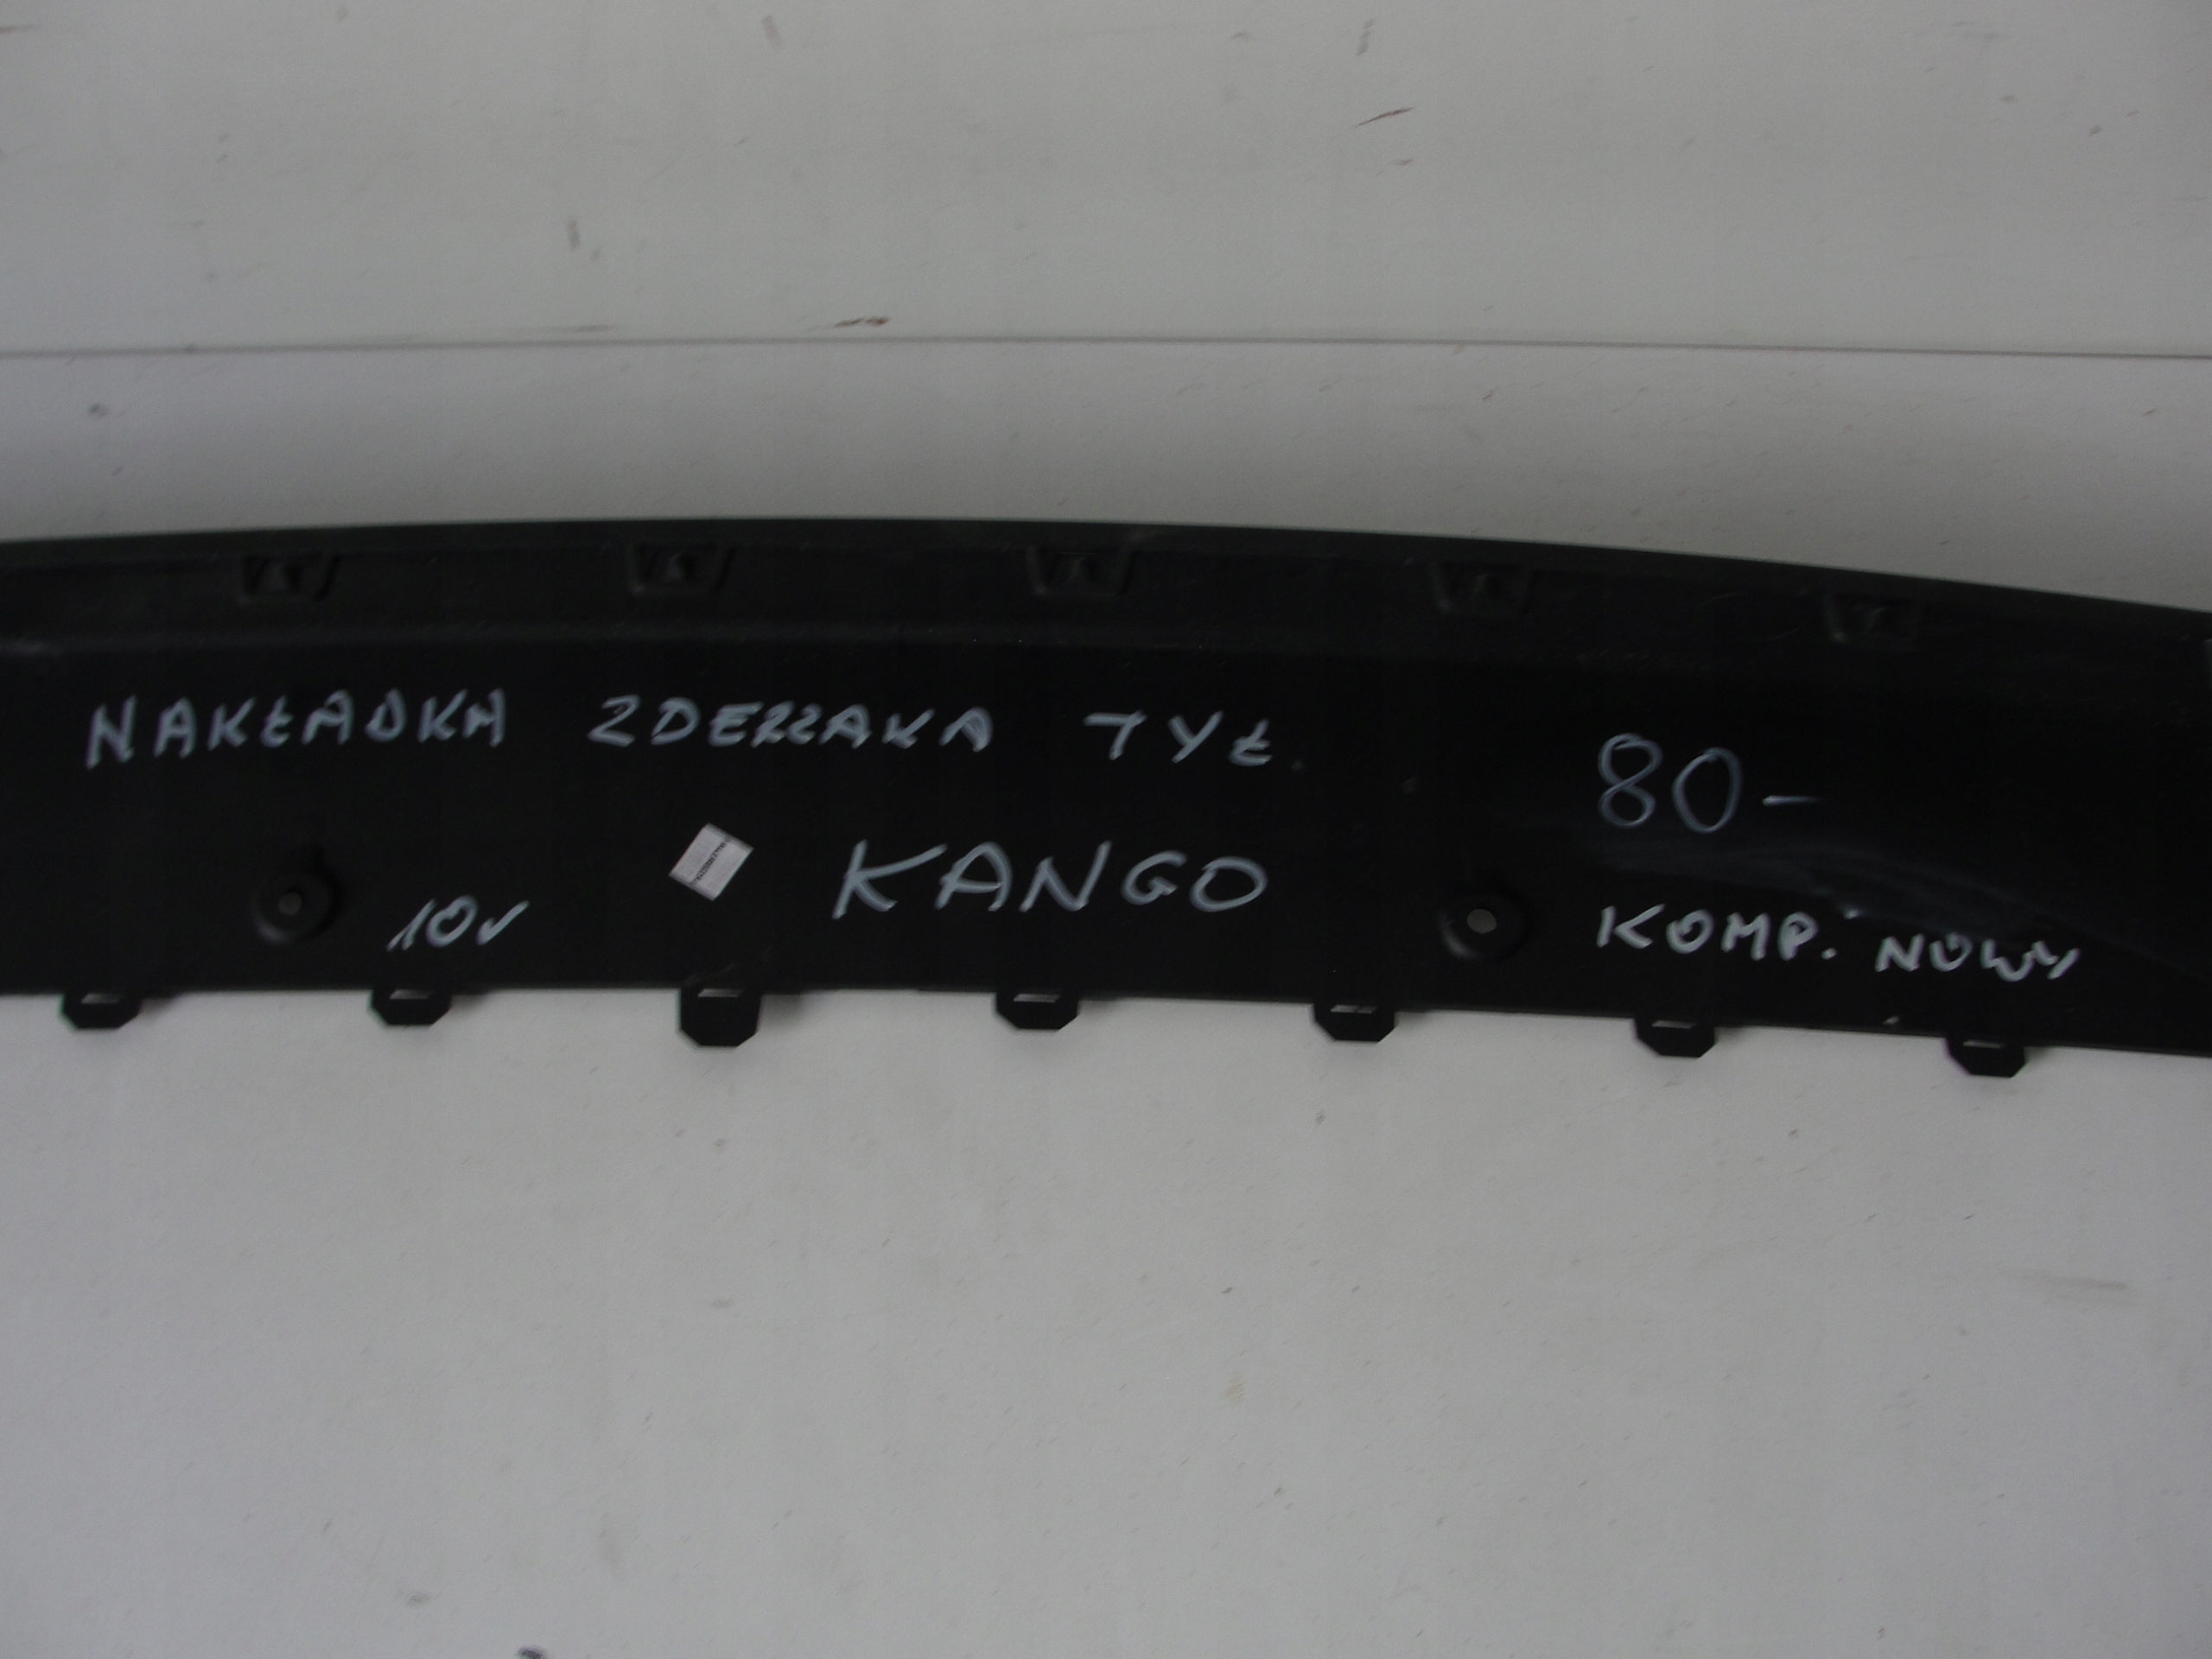 NAKŁADKA ZDERZAKA TYŁ.
80-
KANGO
10r
KOMP. NOWY